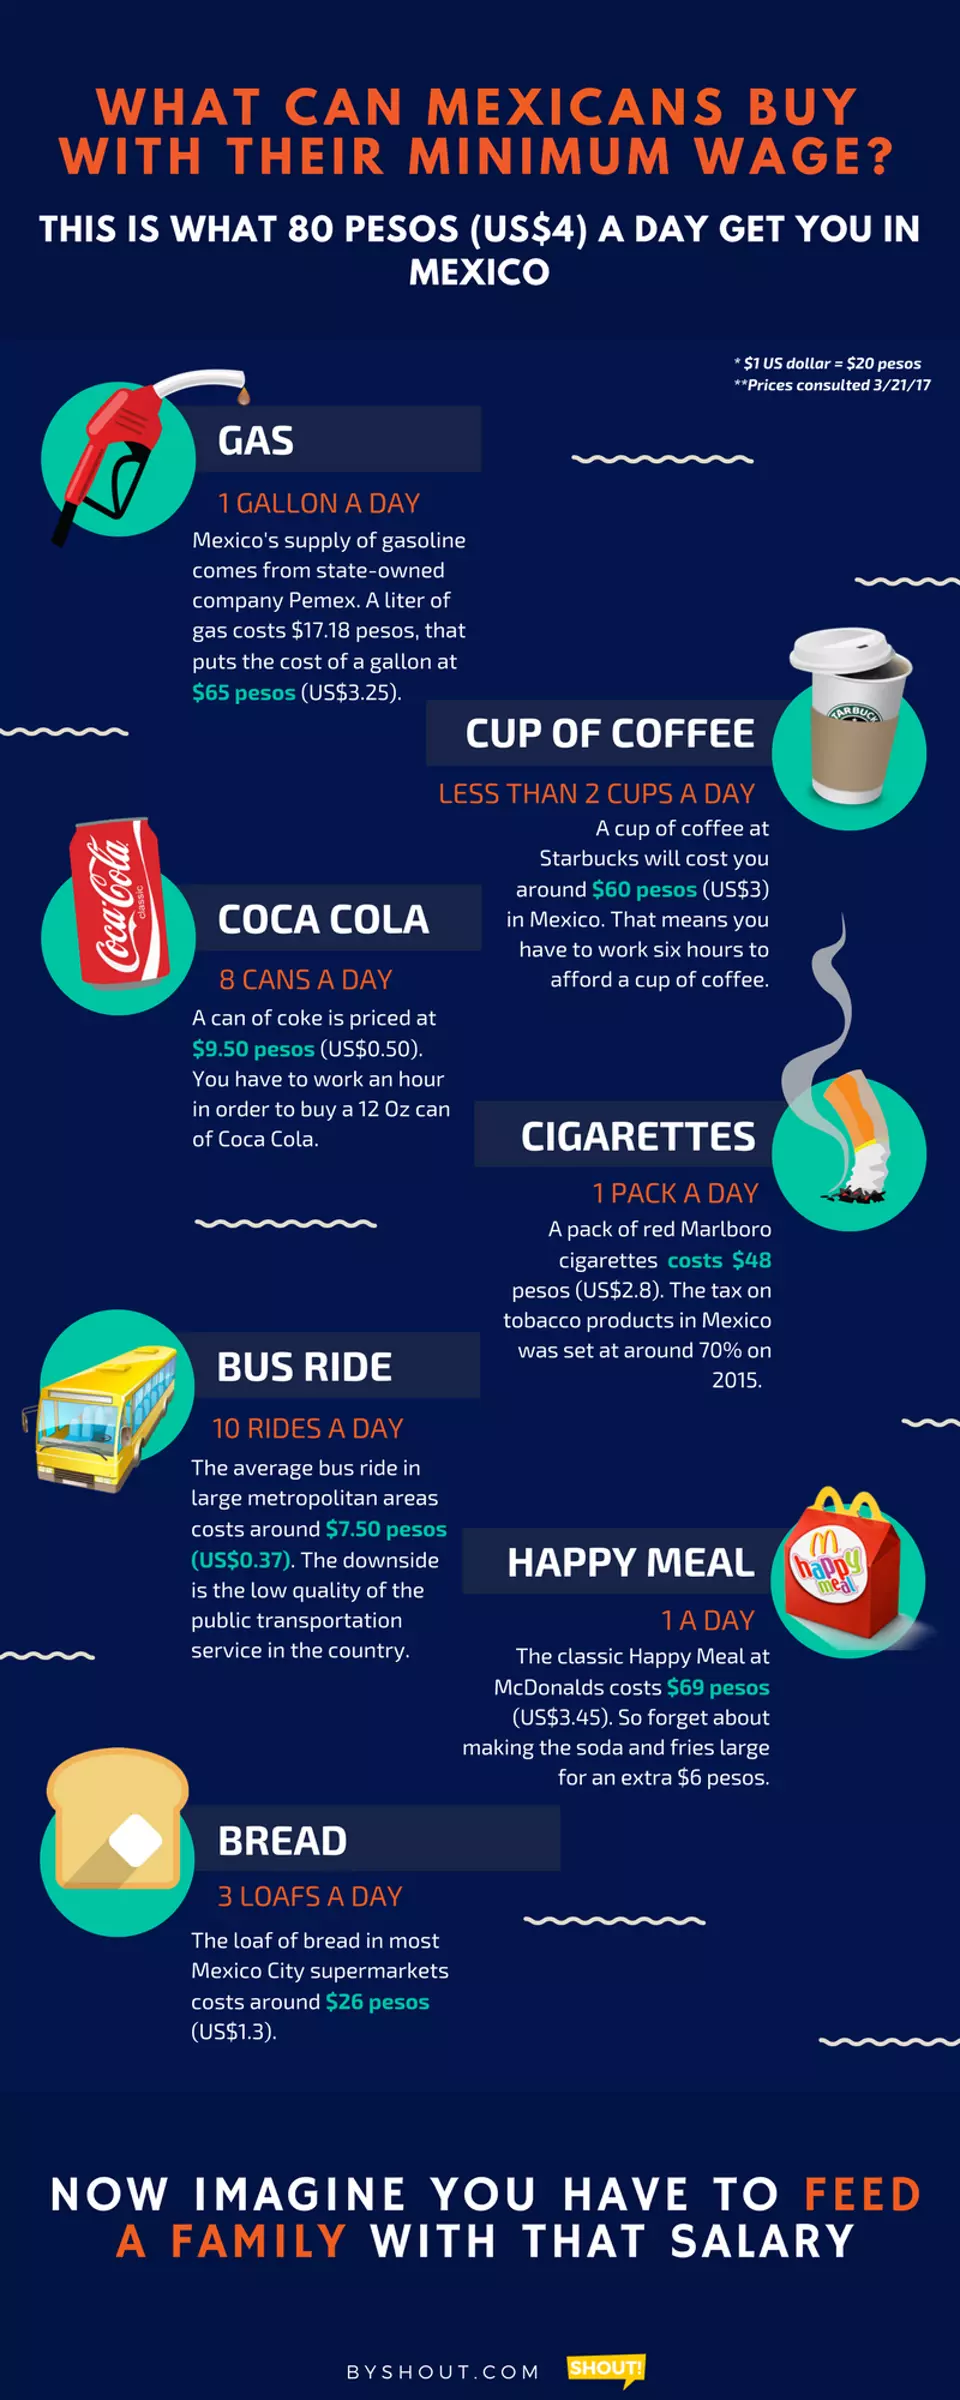 WHAT CAN MEXICANS BUY
WITH THEIR MINIMUM WAGE?
THIS IS WHAT 80 PESOS (US$4) A DAY GET YOU IN
MEXICO
* $1 US dollar = $20 pesos
**Prices consulted 3/21/17
GAS
1 GALLON A DAY
Mexico's supply of gasoline
comes from state-owned
company Pemex. A liter of
gas costs $17.18 pesos, that
puts the cost of a gallon at
$65 pesos (US$3.25).
CUP OF COFFEE
LESS THAN 2 CUPS A DAY
A cup of coffee at
Starbucks will cost you
around $60 pesos (US$3)
in Mexico. That means you
have to work six hours to
afford a cup of coffee.
TARBUCK
Coca-Cola
classic
COCA COLA
8 CANS A DAY
A can of coke is priced at
$9.50 pesos (US$0.50).
You have to work an hour
in order to buy a 12 Oz can
of Coca Cola.
CIGARETTES
1 PACK A DAY
A pack of red Marlboro
cigarettes costs $48
pesos (US$2.8). The tax on
tobacco products in Mexico
was set at around 70% on
2015.
BUS RIDE
10 RIDES A DAY
The average bus ride in
large metropolitan areas
costs around $7.50 pesos
(US$0.37). The downside
is the low quality of the
public transportation
service in the country.
HAPPY MEAL
1 A DAY
The classic Happy Meal at
McDonalds costs $69 pesos
(US$3.45). So forget about
making the soda and fries large
for an extra $6 pesos.
happy
meal
BREAD
3 LOAFS A DAY
The loaf of bread in most
Mexico City supermarkets
costs around $26 pesos
(US$1.3).
NOW IMAGINE YOU HAVE TO FEED
A FAMILY WITH THAT SALARY
BYSHOUT.COM
SHOUT!